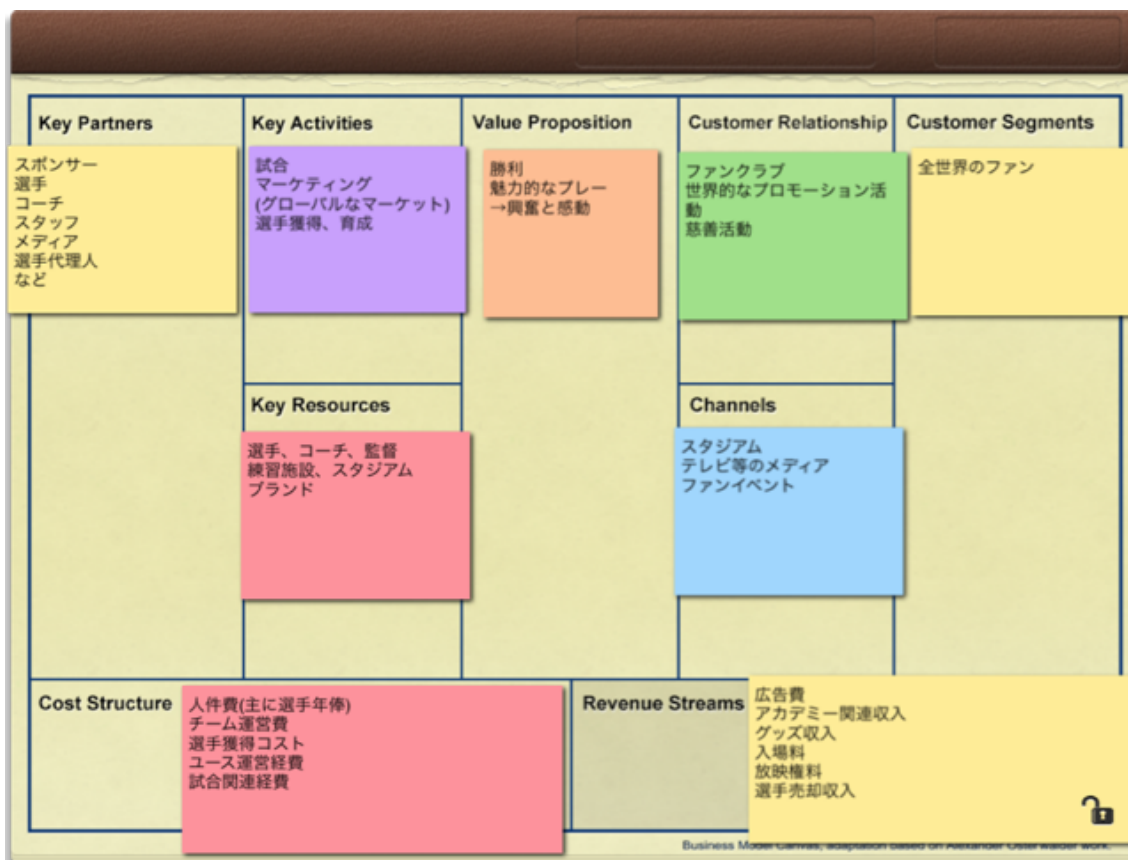 Key Partners
スポンサー
選手
コーチ
スタッフ
メディア
選手代理人
など
Key Activities
試合
マーケティング
(グローバルなマーケット)
選手獲得、育成
Key Resources
選手、コーチ、監督
練習施設、スタジアム
ブランド
Value Proposition
勝利
魅力的なプレー
→興奮と感動
Customer Relationship
ファンクラブ
世界的なプロモーション活
動
慈善活動
Channels
スタジアム
テレビ等のメディア
ファンイベント
Customer Segments
全世界のファン
Cost Structure
人件費(主に選手年俸)
チーム運営費
選手獲得コスト
ユース運営経費
試合関連経費
Revenue Streams
広告費
アカデミー関連収入
グッズ収入
入場料
放映権料
選手売却収入
Business Model Canvas, adaptation based on Alexander Osterwalder work.